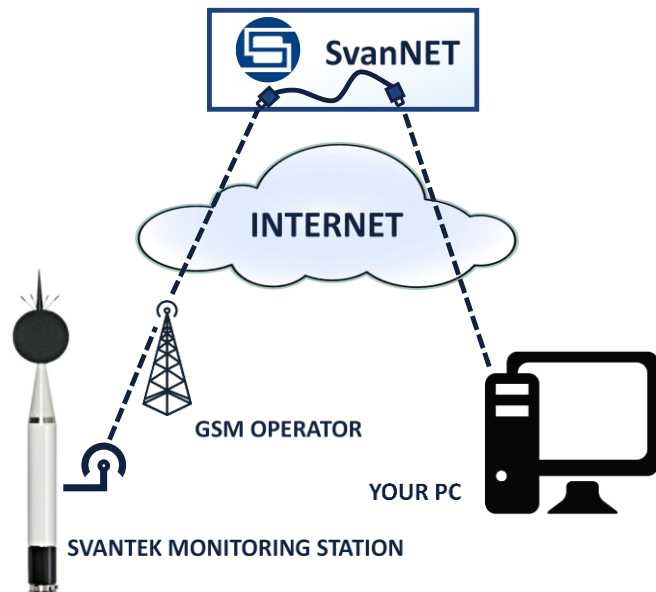 SvanNET
INTERNET
GSM OPERATOR
YOUR PC
SVANTEK MONITORING STATION